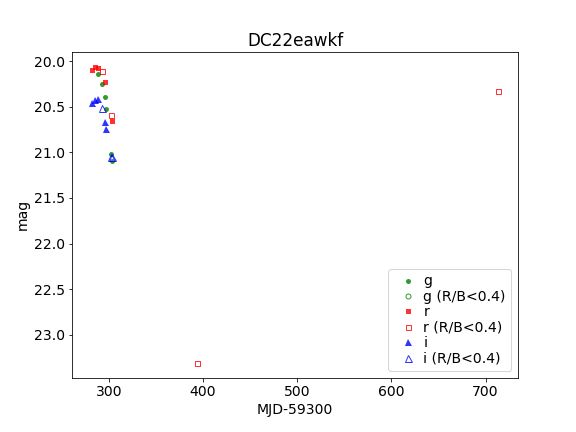 DC22eawkf
20.0
20.5
21.0
21.5
22.0
22.5
23.0
mag
300
400
500
600
700
MJD-59300
g
g (R/B<0.4)
r
r (R/B<0.4)
i
i (R/B<0.4)